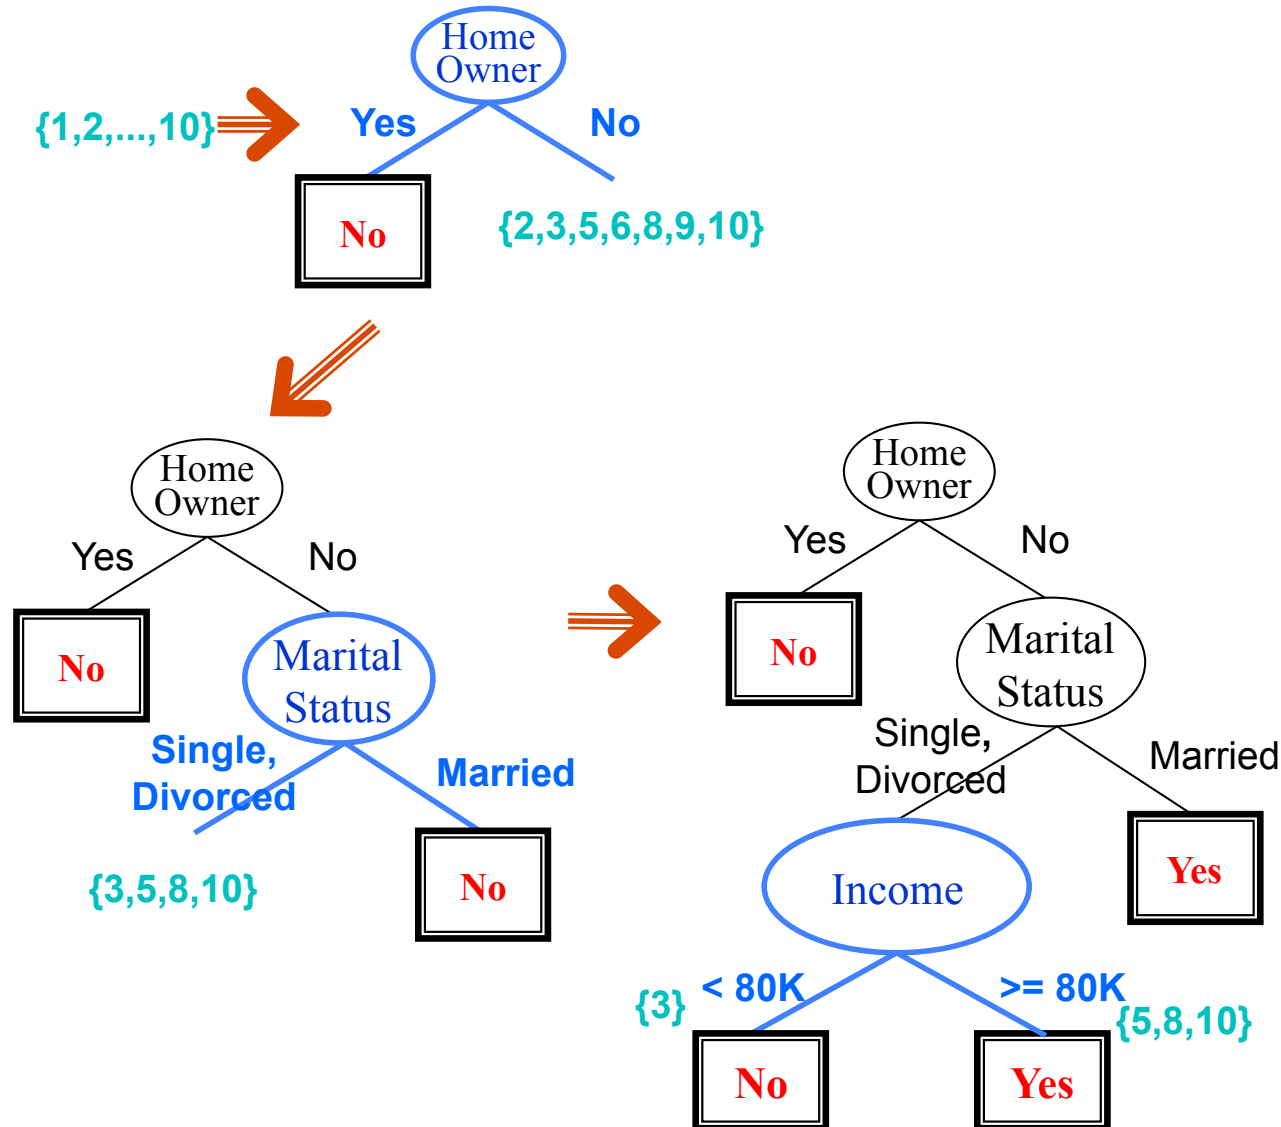 Home
Owner
{1,2,...,10}
Yes
No
No
{2,3,5,6,8,9,10}
Home
Owner
Yes
No
No
Marital
Status
Single,
Divorced
Married
{3,5,8,10}
No
Home
Owner
Yes
No
No
Marital
Status
Single,
Divorced
Married
Income
Yes
{3}
< 80K
>= 80K
{5,8,10}
No
Yes